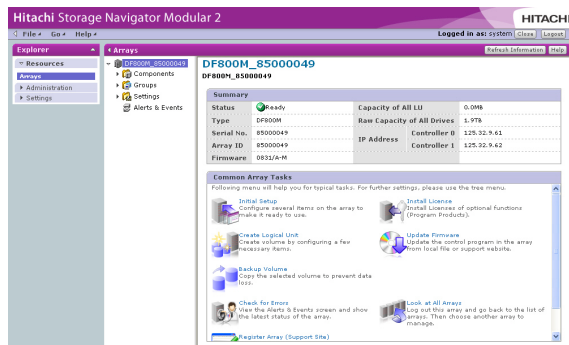 Hitachi Storage Navigator Modular 2
HITACHI
File Go Help
Logged in as: system Close Logout
Explorer
Arrays
Refresh Information Help
Resources
Arrays
Administration
Settings
DF800M_85000049
Components
Groups
Settings
Alerts & Events
DF800M_85000049
DF800M_85000049
Summary
Status Ready Capacity of All LU 0.0MB
Type DF800M Raw Capacity of All Drives 1.9TB
Serial No. 85000049 IP Address Controller 0 125.32.9.61
Array ID 85000049 Controller 1 125.32.9.62
Firmware 0831/A-M
Common Array Tasks
Following menu will help you for typical tasks. For further settings, please use the tree menu.
Initial Setup
Configure several items on the array to
make it ready to use.
Install License
Install Licenses of optional functions
(Program Products).
Create Logical Unit
Create volume by configuring a few
necessary items.
Update Firmware
Update the control program in the array
from local file or support website.
Backup Volume
Copy the selected volume to prevent data
loss.
Check for Errors
View the Alerts & Events screen and show
the latest status of the array.
Look at All Arrays
Log out this array and go back to the list of
arrays. Then choose another array to
manage.
Register Array (Support Site)